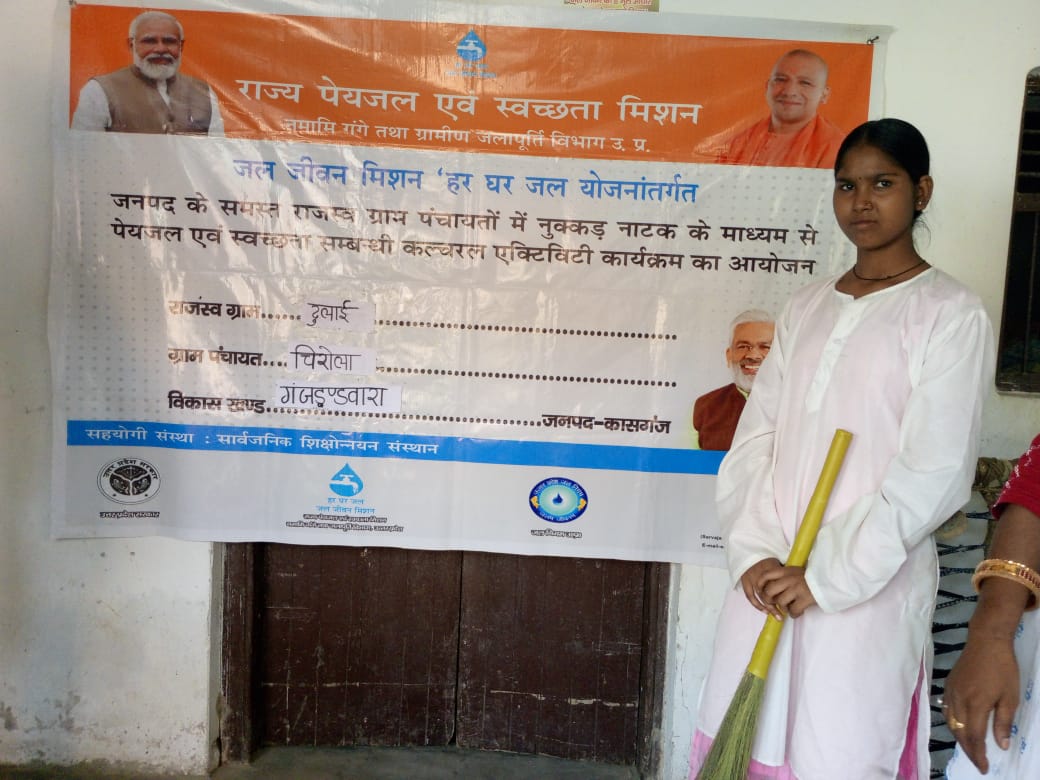 राज्य पेयजल एवं स्वच्छता मिशन
नमामि गंगे तथा ग्रामीण जलापूर्ति विभाग उ. प्र.
जल जीवन मिशन 'हर घर जल योजनांतर्गत
जनपद के समस्त राजस्व ग्राम पंचायतों में नुक्कड़ नाटक के माध्यम से
पेयजल एवं स्वच्छता सम्बन्धी कल्चरल एक्टिविटी कार्यक्रम का आयोजन
राजस्व ग्राम...... दुलाई
ग्राम पंचायत.... चिरोला
विकास खण्ड... गंजडुण्डवारा जनपद-कासगंज
सहयोगी संस्था : सार्वजनिक शिक्षोन्नयन संस्थान
उत्तर प्रदेश सरकार
हर घर जल
जल जीवन मिशन